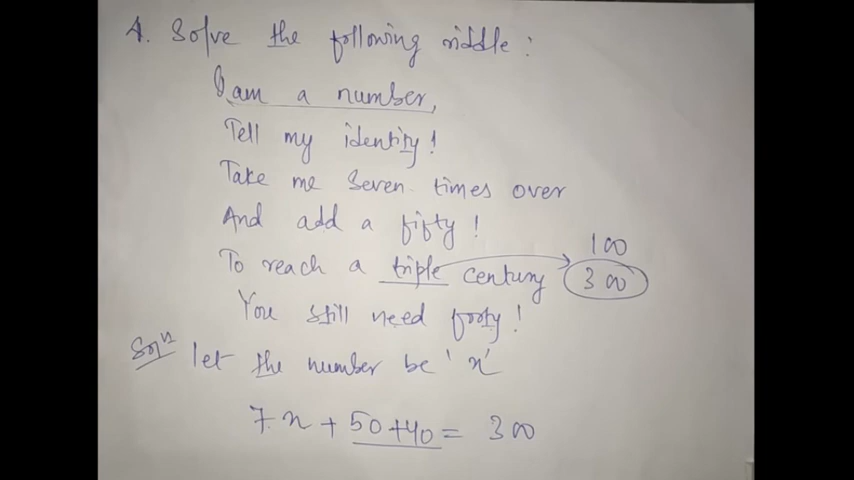 4. Solve the following riddle :
I am a number,
Tell my identity!
Take me seven times over
And add a fifty!
100
To reach a triple century 300
You still need forty!
Solⁿ let the number be 'x'
7x + 50 + 40 = 300